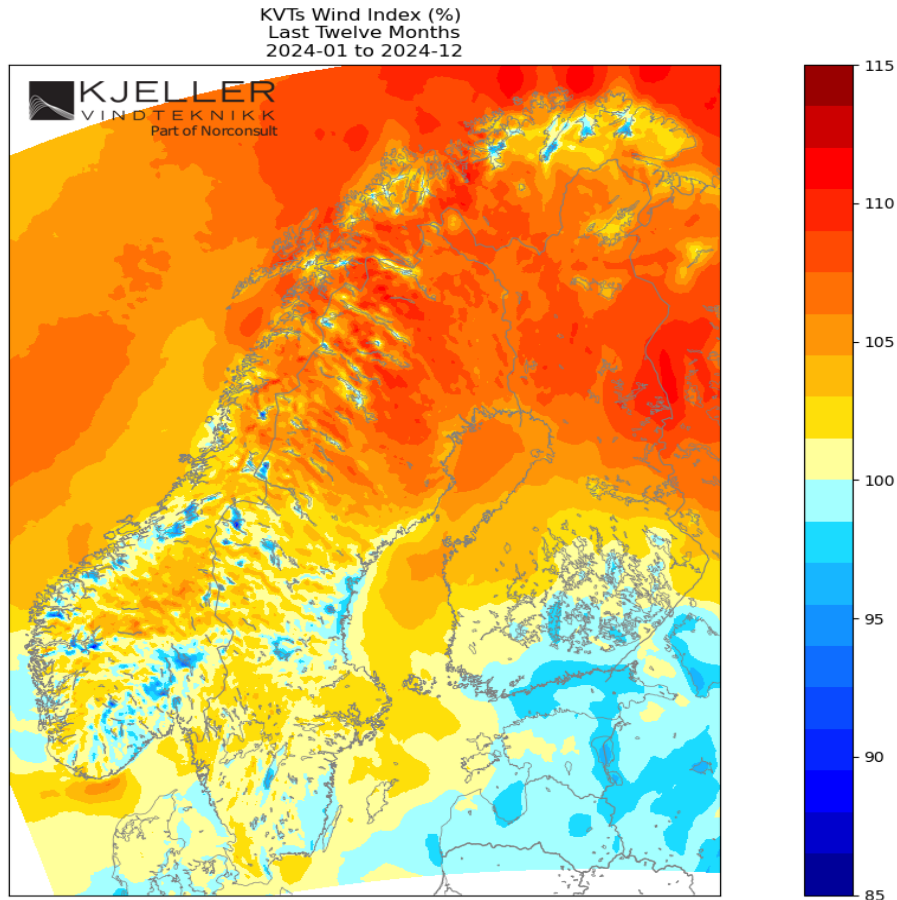 KVTs Wind Index (%)
Last Twelve Months
2024-01 to 2024-12
KJELLER
VINDTEKNIKK
Part of Norconsult
115
110
105
100
95
90
85